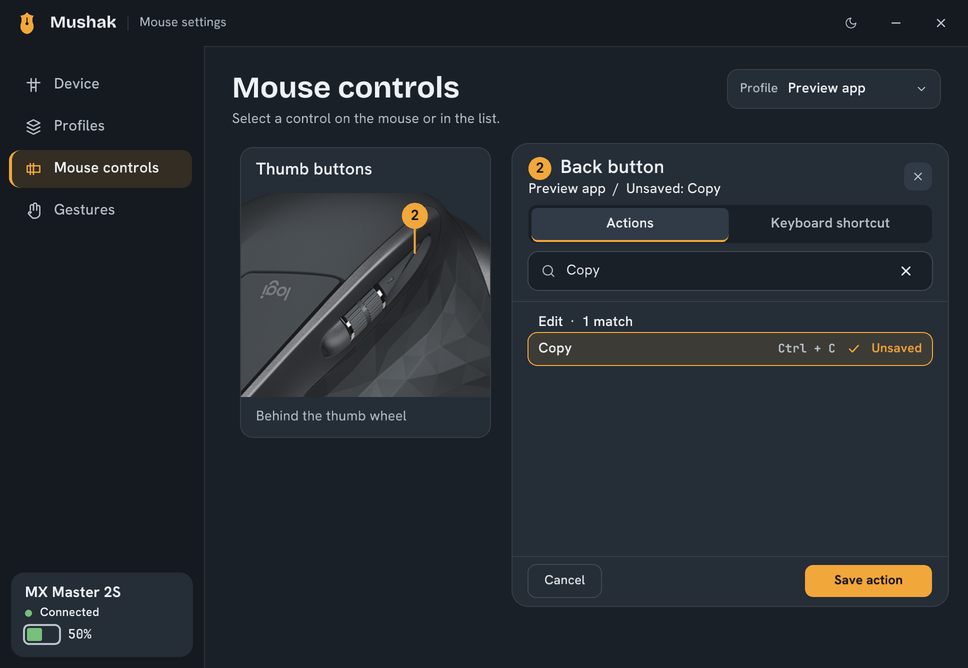 Mushak
Mouse settings
Device
Profiles
Mouse controls
Gestures
MX Master 2S
Connected
50%
Mouse controls
Select a control on the mouse or in the list.
Profile Preview app
Thumb buttons
2
logi
Behind the thumb wheel
2 Back button
Preview app / Unsaved: Copy
Actions Keyboard shortcut
Copy
Edit · 1 match
Copy Ctrl + C Unsaved
Cancel Save action